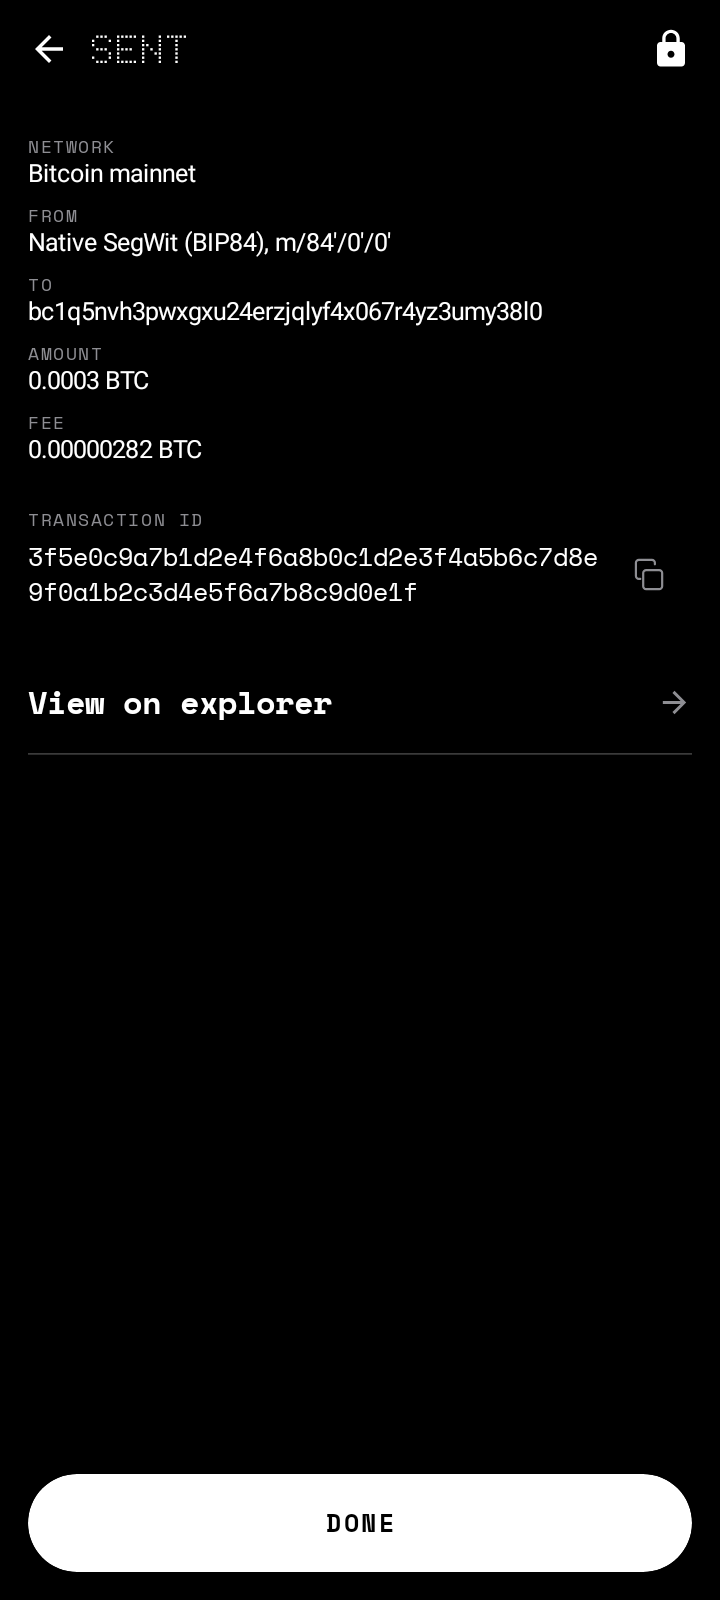 SENT
NETWORK
Bitcoin mainnet
FROM
Native SegWit (BIP84), m/84'/0'/0'
TO
bc1q5nvh3pwxgxu24erzjqlyf4x067r4yz3umy38l0
AMOUNT
0.0003 BTC
FEE
0.00000282 BTC
TRANSACTION ID
3f5e0c9a7b1d2e4f6a8b0c1d2e3f4a5b6c7d8e
9f0a1b2c3d4e5f6a7b8c9d0e1f
View on explorer
DONE